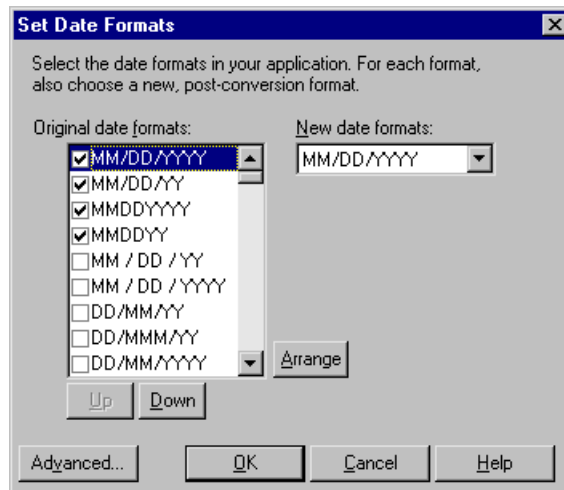 Set Date Formats
Select the date formats in your application. For each format,
also choose a new, post-conversion format.
Original date formats:
New date formats:
MM/DD/YYYY
MM/DD/YYYY
MM/DD/YY
MMDDYYYY
MMDDYY
MM / DD / YY
MM / DD / YYYY
DD/MM/YY
DD/MMM/YY
DD/MM/YYYY
Arrange
Up
Down
Advanced...
OK
Cancel
Help